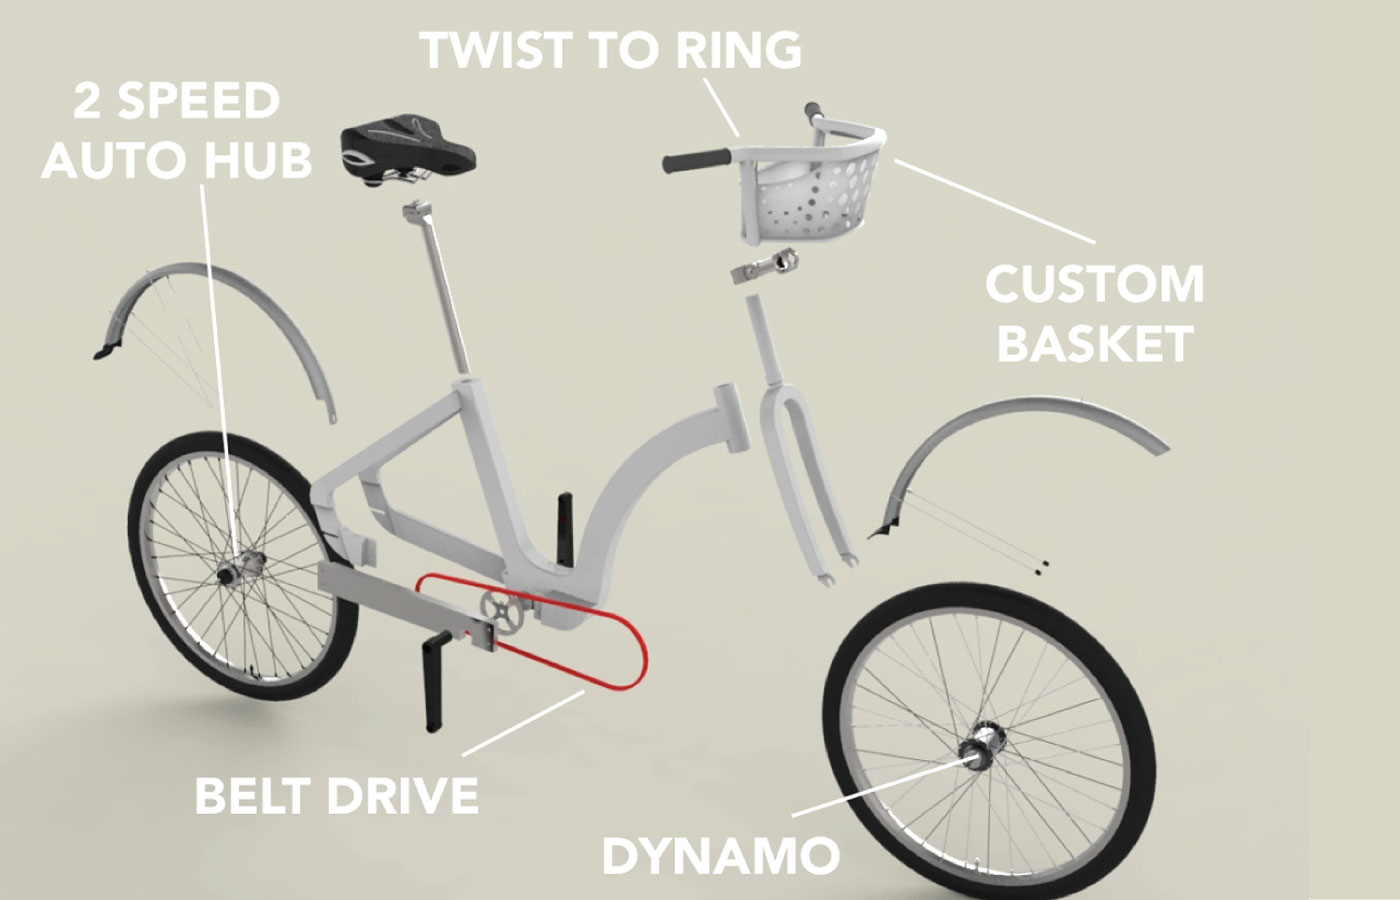 TWIST TO RING
2 SPEED
AUTO HUB
CUSTOM
BASKET
BELT DRIVE
DYNAMO